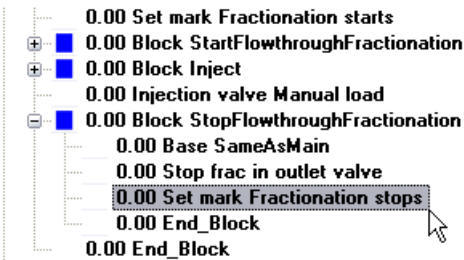 0.00 Set mark Fractionation starts
0.00 Block StartFlowthroughFractionation
0.00 Block Inject
0.00 Injection valve Manual load
0.00 Block StopFlowthroughFractionation
0.00 Base SameAsMain
0.00 Stop frac in outlet valve
0.00 Set mark Fractionation stops
0.00 End_Block
0.00 End_Block